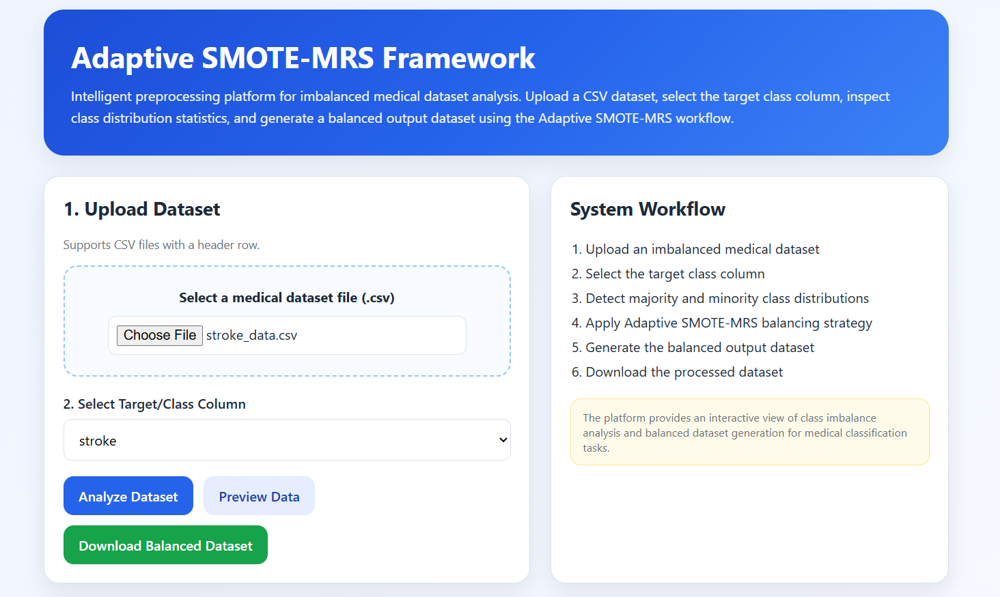 Adaptive SMOTE-MRS Framework
Intelligent preprocessing platform for imbalanced medical dataset analysis. Upload a CSV dataset, select the target class column, inspect
class distribution statistics, and generate a balanced output dataset using the Adaptive SMOTE-MRS workflow.
1. Upload Dataset
Supports CSV files with a header row.
Select a medical dataset file (.csv)
Choose File stroke_data.csv
2. Select Target/Class Column
stroke
Analyze Dataset
Preview Data
Download Balanced Dataset
System Workflow
1. Upload an imbalanced medical dataset
2. Select the target class column
3. Detect majority and minority class distributions
4. Apply Adaptive SMOTE-MRS balancing strategy
5. Generate the balanced output dataset
6. Download the processed dataset
The platform provides an interactive view of class imbalance
analysis and balanced dataset generation for medical classification
tasks.